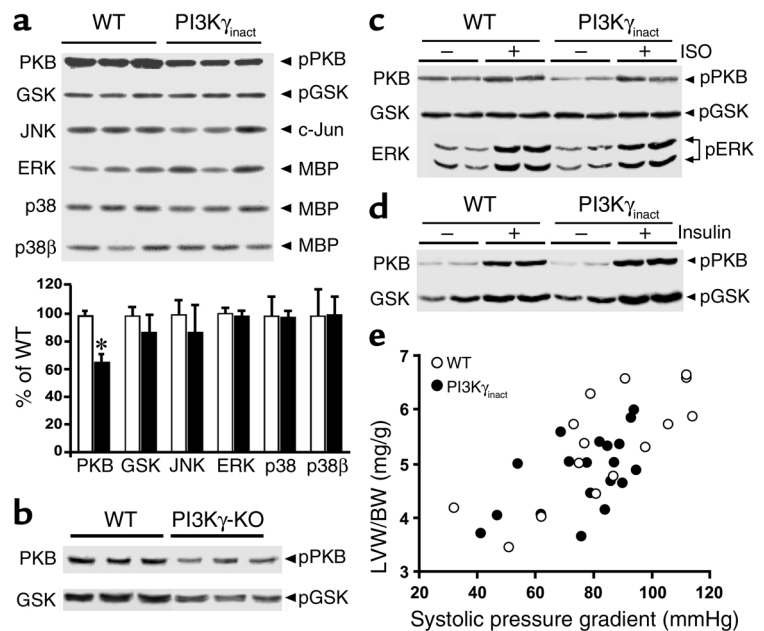 a
WT PI3Kγinact
PKB pPKB
GSK pGSK
JNK c-Jun
ERK MBP
p38 MBP
p38β MBP
% of WT
120
100
80
60
40
20
0
*
PKB GSK JNK ERK p38 p38β
b
WT PI3Kγ-KO
PKB pPKB
GSK pGSK
c
WT PI3Kγinact
– + – + ISO
PKB pPKB
GSK pGSK
ERK pERK
d
WT PI3Kγinact
– + – + Insulin
PKB pPKB
GSK pGSK
e
WT
PI3Kγinact
LVW/BW (mg/g)
7
6
5
4
3
20 40 60 80 100 120
Systolic pressure gradient (mmHg)